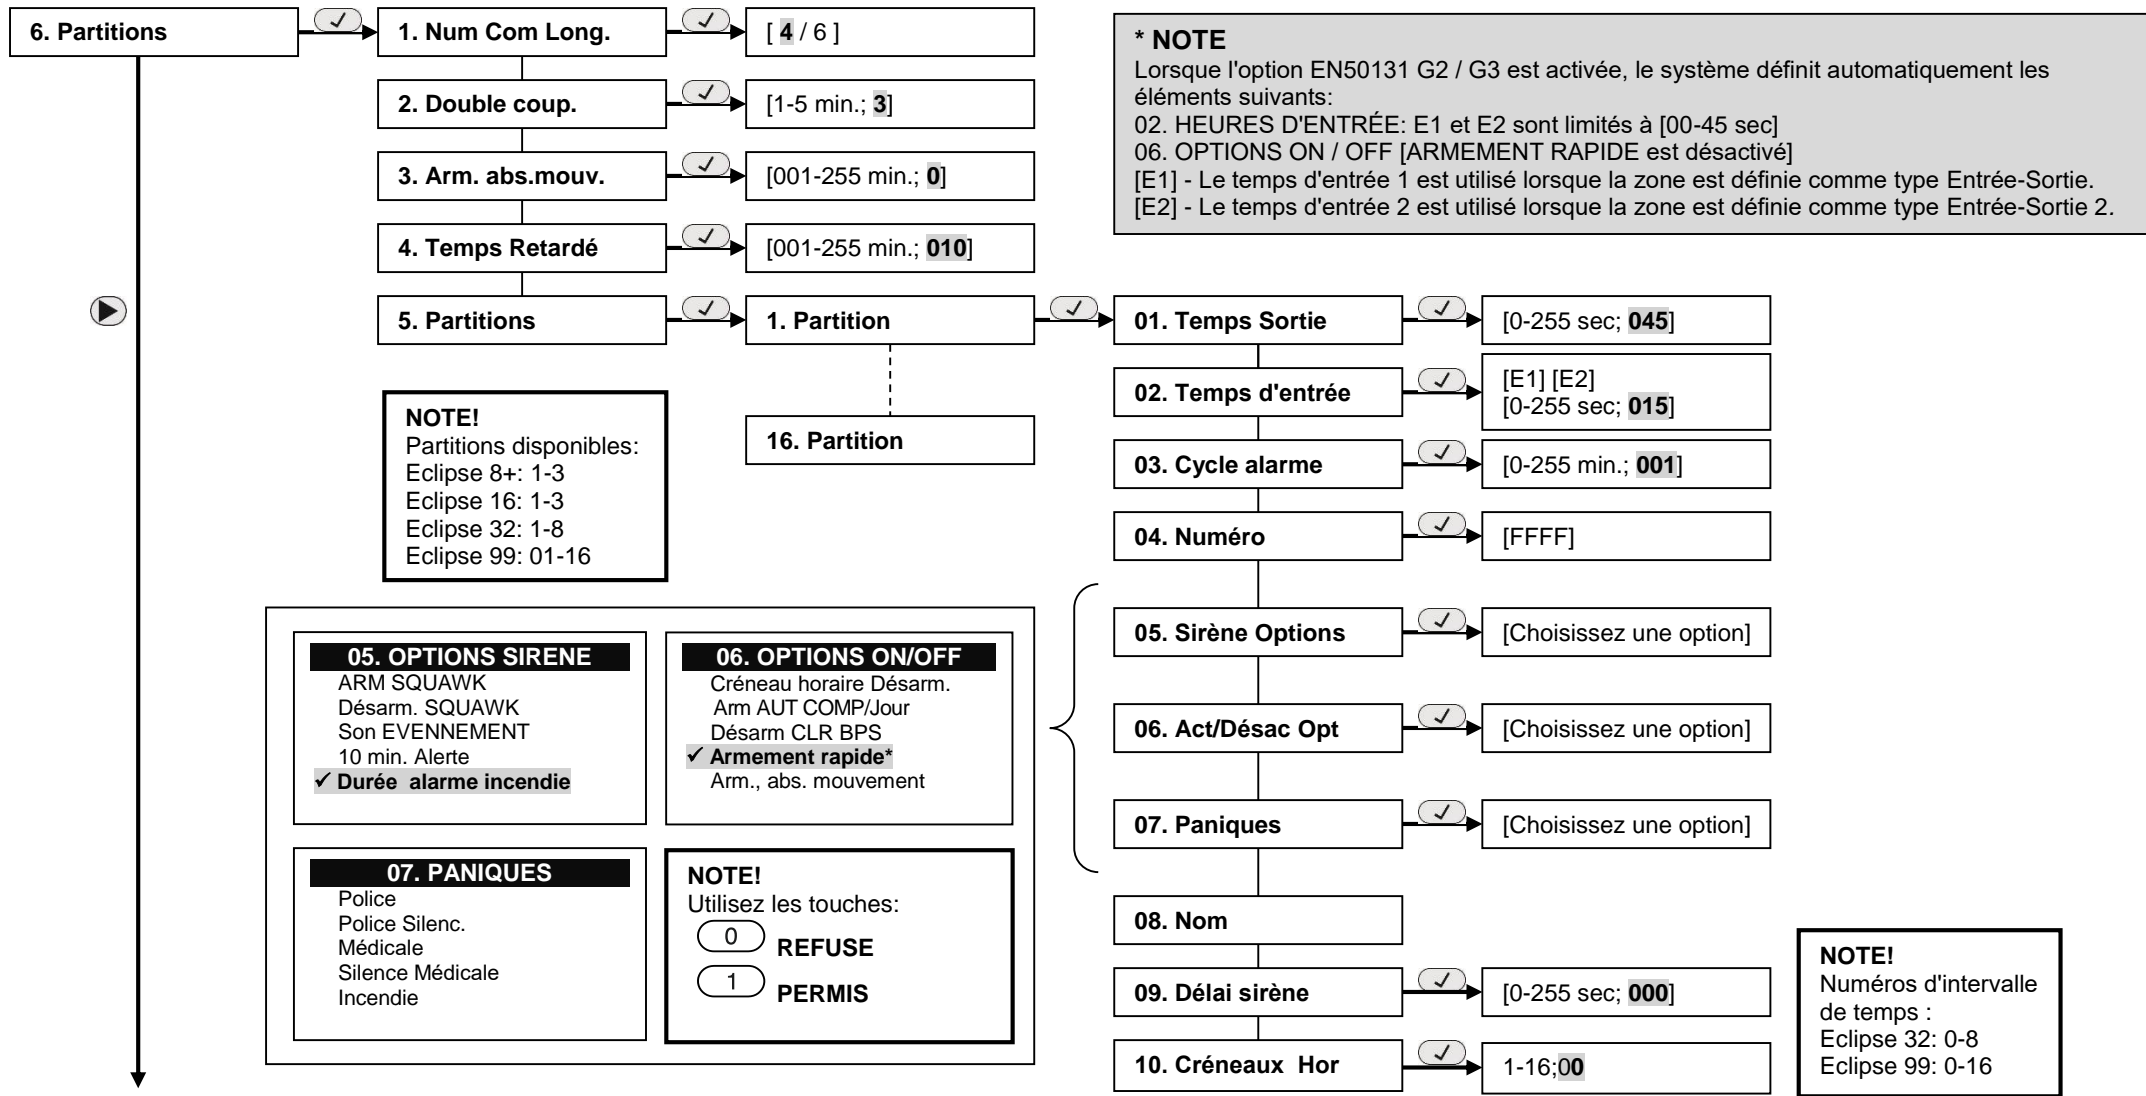 6. Partitions
1. Num Com Long.
[ 4 / 6 ]
2. Double coup.
[1-5 min.; 3]
3. Arm. abs.mouv.
[001-255 min.; 0]
4. Temps Retardé
[001-255 min.; 010]
5. Partitions
1. Partition
16. Partition
* NOTE
Lorsque l'option EN50131 G2 / G3 est activée, le système définit automatiquement les
éléments suivants:
02. HEURES D'ENTRÉE: E1 et E2 sont limités à [00-45 sec]
06. OPTIONS ON / OFF [ARMEMENT RAPIDE est désactivé]
[E1] - Le temps d'entrée 1 est utilisé lorsque la zone est définie comme type Entrée-Sortie.
[E2] - Le temps d'entrée 2 est utilisé lorsque la zone est définie comme type Entrée-Sortie 2.
01. Temps Sortie
[0-255 sec; 045]
02. Temps d'entrée
[E1] [E2]
[0-255 sec; 015]
03. Cycle alarme
[0-255 min.; 001]
04. Numéro
[FFFF]
05. Sirène Options
[Choisissez une option]
06. Act/Désac Opt
[Choisissez une option]
07. Paniques
[Choisissez une option]
08. Nom
09. Délai sirène
[0-255 sec; 000]
10. Créneaux  Hor
1-16;00
NOTE!
Partitions disponibles:
Eclipse 8+: 1-3
Eclipse 16: 1-3
Eclipse 32: 1-8
Eclipse 99: 01-16
05. OPTIONS SIRENE
ARM SQUAWK
Désarm. SQUAWK
Son EVENNEMENT
10 min. Alerte
✓ Durée  alarme incendie
06. OPTIONS ON/OFF
Créneau horaire Désarm.
Arm AUT COMP/Jour
Désarm CLR BPS
✓ Armement rapide*
Arm., abs. mouvement
07. PANIQUES
Police
Police Silenc.
Médicale
Silence Médicale
Incendie
NOTE!
Utilisez les touches:
0 REFUSE
1 PERMIS
NOTE!
Numéros d'intervalle
de temps :
Eclipse 32: 0-8
Eclipse 99: 0-16